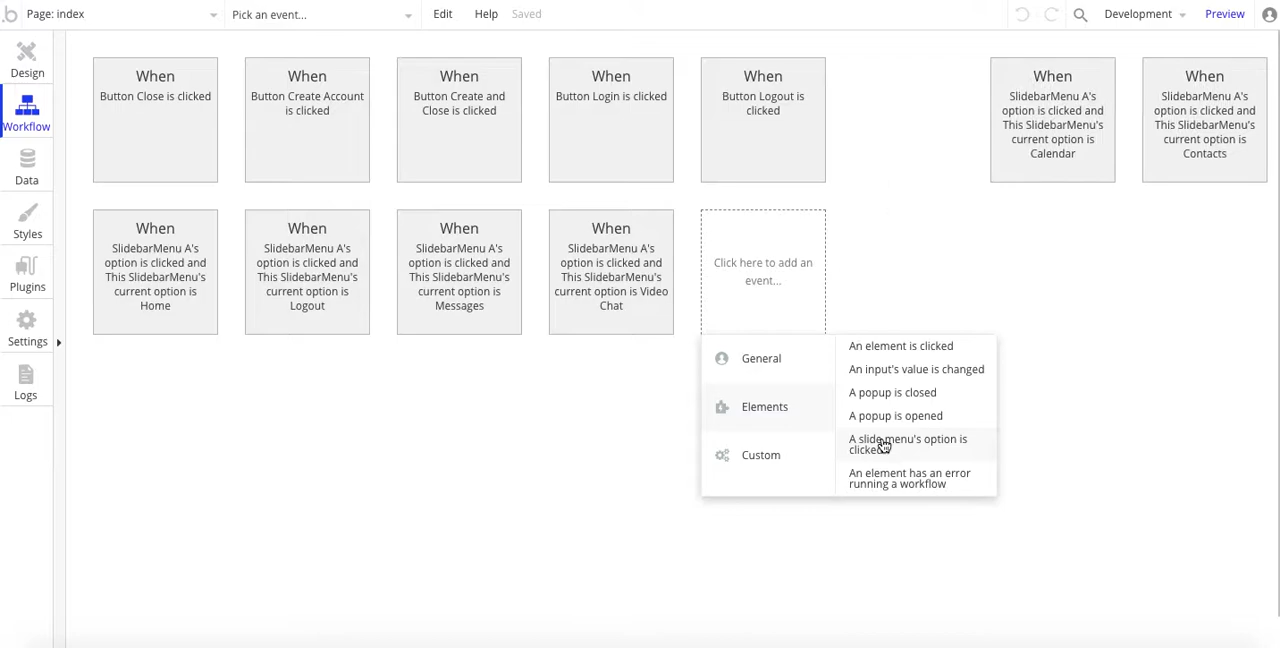 b Page: index Pick an event... Edit Help Saved Development Preview
Design
Workflow
Data
Styles
Plugins
Settings
Logs
When
Button Close is clicked
When
Button Create Account
is clicked
When
Button Create and
Close is clicked
When
Button Login is clicked
When
Button Logout is
clicked
When
SlidebarMenu A's
option is clicked and
This SlidebarMenu's
current option is
Calendar
When
SlidebarMenu A's
option is clicked and
This SlidebarMenu's
current option is
Contacts
When
SlidebarMenu A's
option is clicked and
This SlidebarMenu's
current option is
Home
When
SlidebarMenu A's
option is clicked and
This SlidebarMenu's
current option is
Logout
When
SlidebarMenu A's
option is clicked and
This SlidebarMenu's
current option is
Messages
When
SlidebarMenu A's
option is clicked and
This SlidebarMenu's
current option is Video
Chat
Click here to add an
event...
General
Elements
Custom
An element is clicked
An input's value is changed
A popup is closed
A popup is opened
A slide menu's option is
clicked
An element has an error
running a workflow